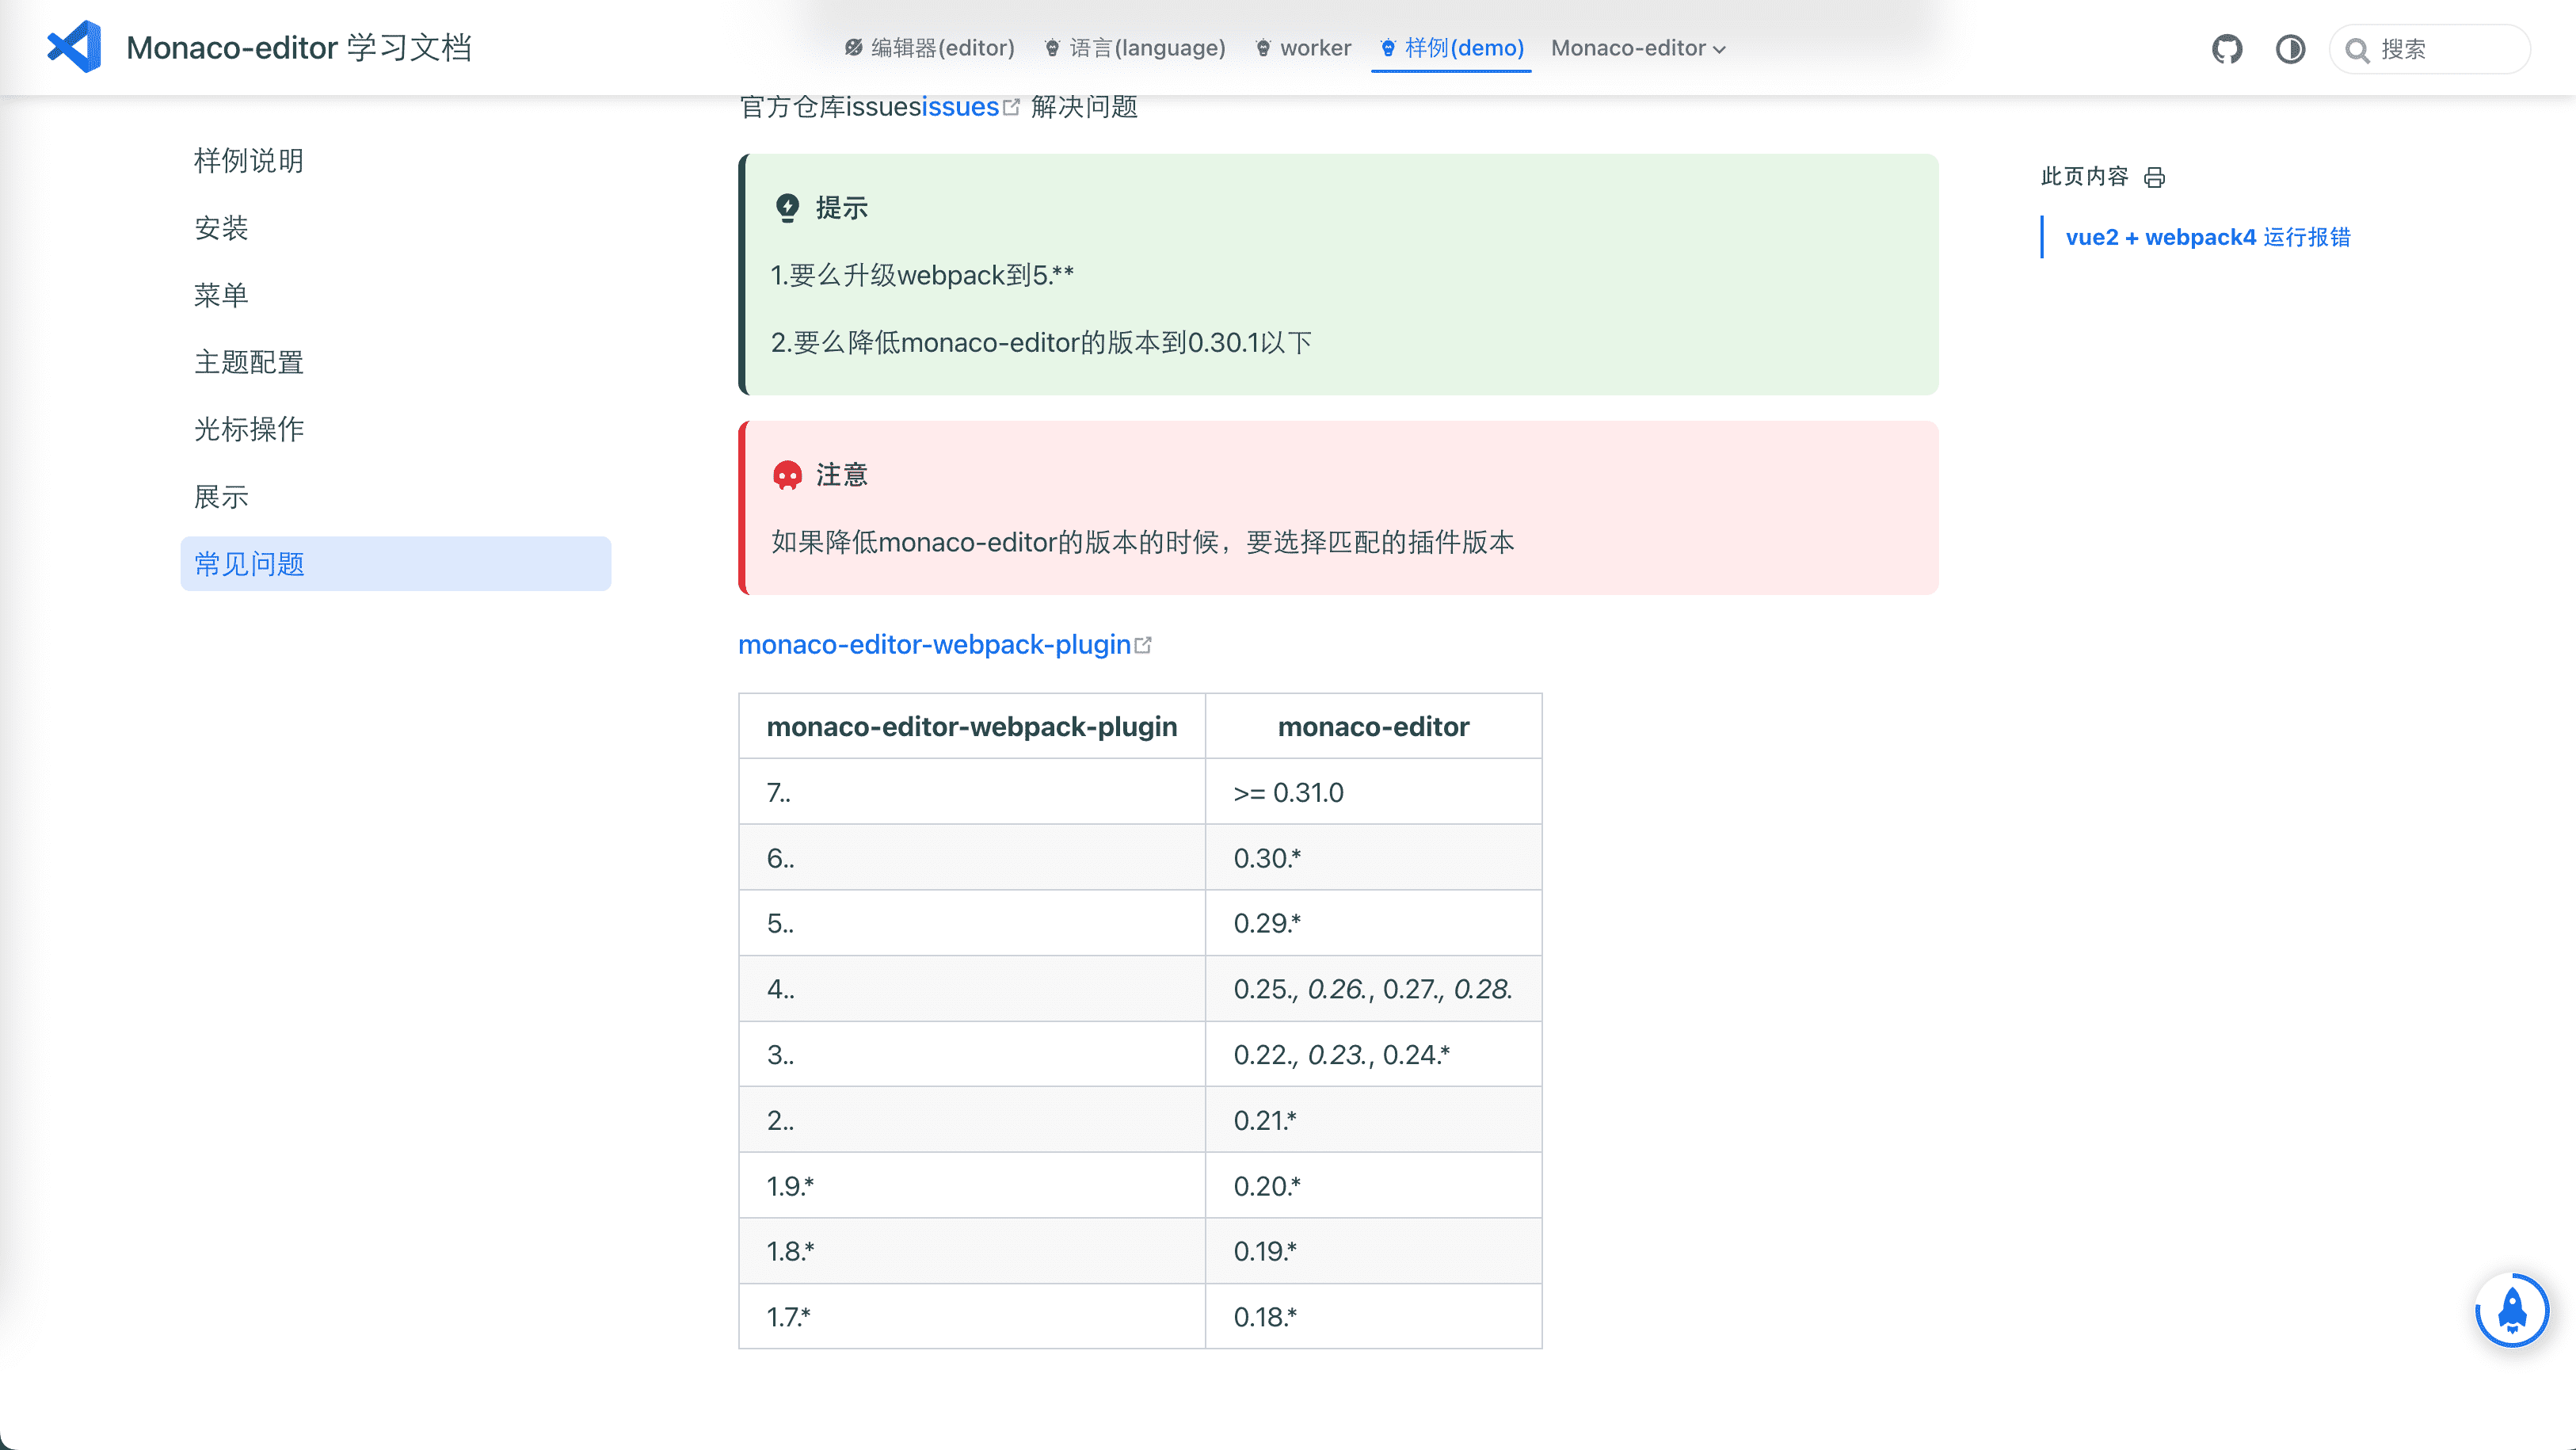 Monaco-editor 学习文档
编辑器(editor) 语言(language) worker 样例(demo) Monaco-editor
搜索
样例说明
安装
菜单
主题配置
光标操作
展示
常见问题
官方仓库issuesissues 解决问题
提示
1.要么升级webpack到5.**
2.要么降低monaco-editor的版本到0.30.1以下
注意
如果降低monaco-editor的版本的时候，要选择匹配的插件版本
monaco-editor-webpack-plugin
monaco-editor-webpack-plugin monaco-editor
7.. >= 0.31.0
6.. 0.30.*
5.. 0.29.*
4.. 0.25., 0.26., 0.27., 0.28.
3.. 0.22., 0.23., 0.24.*
2.. 0.21.*
1.9.* 0.20.*
1.8.* 0.19.*
1.7.* 0.18.*
此页内容
vue2 + webpack4 运行报错